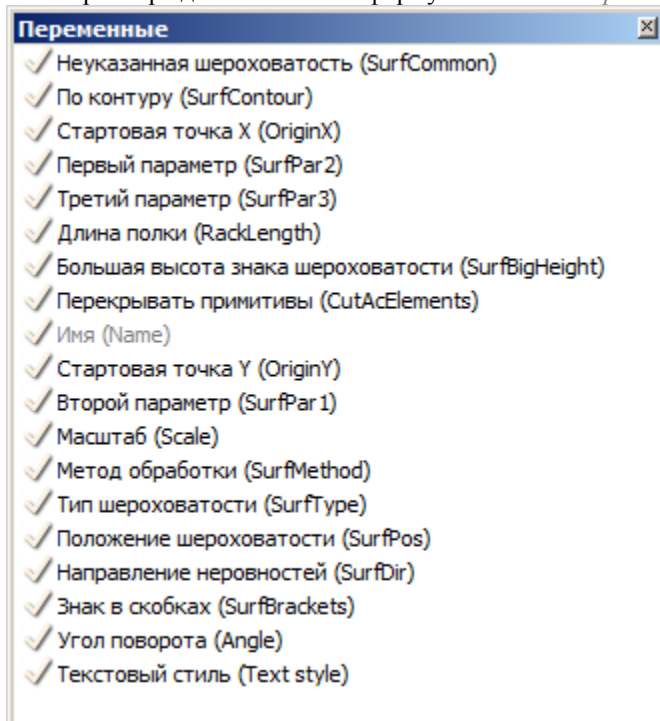 Переменные
Неуказанная шероховатость (SurfCommon)
По контуру (SurfContour)
Стартовая точка X (OriginX)
Первый параметр (SurfPar2)
Третий параметр (SurfPar3)
Длина полки (RackLength)
Большая высота знака шероховатости (SurfBigHeight)
Перекрывать примитивы (CutAcElements)
Имя (Name)
Стартовая точка Y (OriginY)
Второй параметр (SurfPar1)
Масштаб (Scale)
Метод обработки (SurfMethod)
Тип шероховатости (SurfType)
Положение шероховатости (SurfPos)
Направление неровностей (SurfDir)
Знак в скобках (SurfBrackets)
Угол поворота (Angle)
Текстовый стиль (Text style)